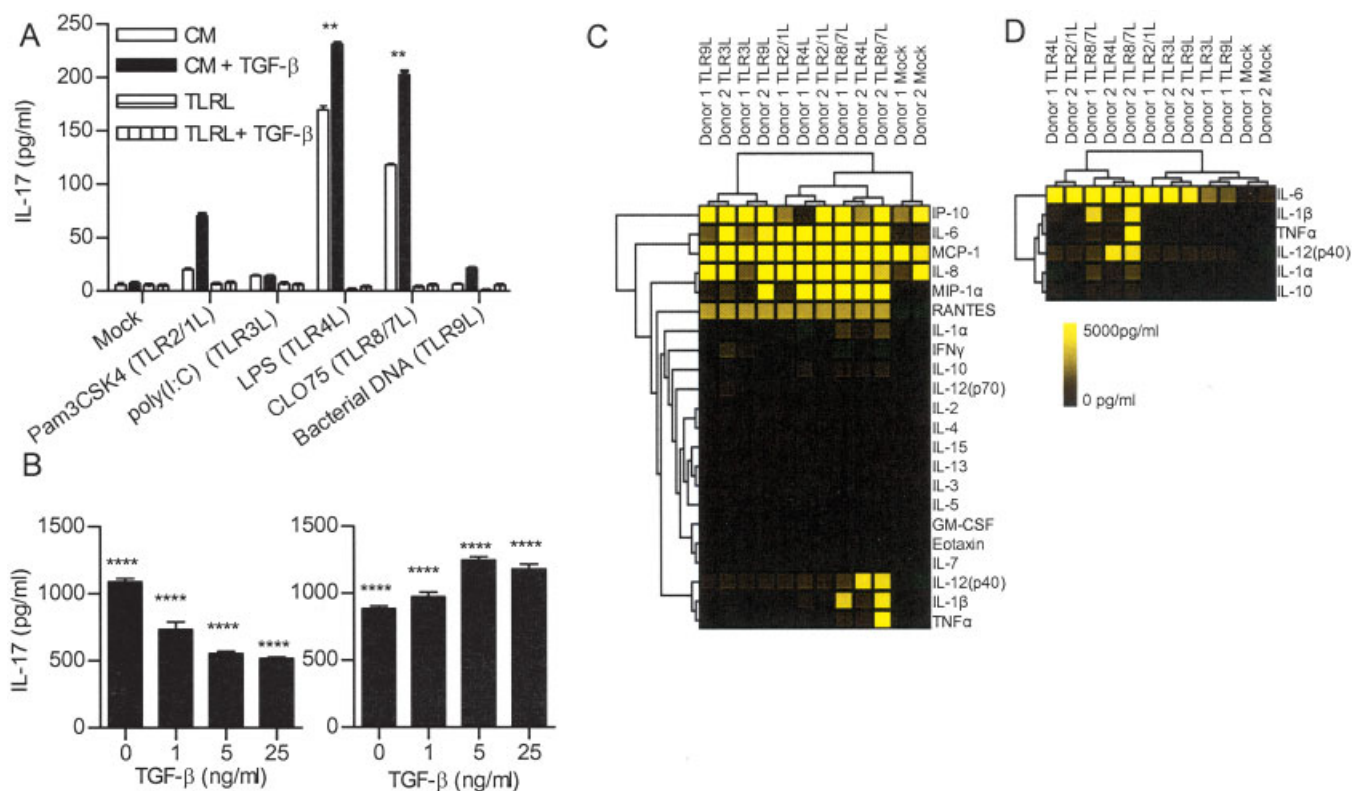 A
IL-17 (pg/ml)
300
250
200
150
100
50
0
CM
CM + TGF-β
TLRL
TLRL+ TGF-β
**
**
Mock
Pam3CSK4 (TLR2/1L)
poly(I:C) (TLR3L)
LPS (TLR4L)
CLO75 (TLR8/7L)
Bacterial DNA (TLR9L)
B
IL-17 (pg/ml)
1500
1000
500
0
****
****
****
****
0 1 5 25
TGF-β (ng/ml)
1500
1000
500
0
****
****
****
****
0 1 5 25
TGF-β (ng/ml)
C
Donor 1 TLR9L
Donor 2 TLR3L
Donor 1 TLR3L
Donor 2 TLR9L
Donor 1 TLR2/1L
Donor 1 TLR4L
Donor 2 TLR2/1L
Donor 1 TLR8/7L
Donor 2 TLR4L
Donor 2 TLR8/7L
Donor 1 Mock
Donor 2 Mock
IP-10
IL-6
MCP-1
IL-8
MIP-1α
RANTES
IL-1α
IFNγ
IL-10
IL-12(p70)
IL-2
IL-4
IL-15
IL-13
IL-3
IL-5
GM-CSF
Eotaxin
IL-7
IL-12(p40)
IL-1β
TNFα
D
Donor 1 TLR4L
Donor 2 TLR2/1L
Donor 1 TLR8/7L
Donor 2 TLR4L
Donor 2 TLR8/7L
Donor 1 TLR2/1L
Donor 2 TLR3L
Donor 2 TLR9L
Donor 1 TLR3L
Donor 1 TLR9L
Donor 1 Mock
Donor 2 Mock
IL-6
IL-1β
TNFα
IL-12(p40)
IL-1α
IL-10
5000pg/ml
0 pg/ml